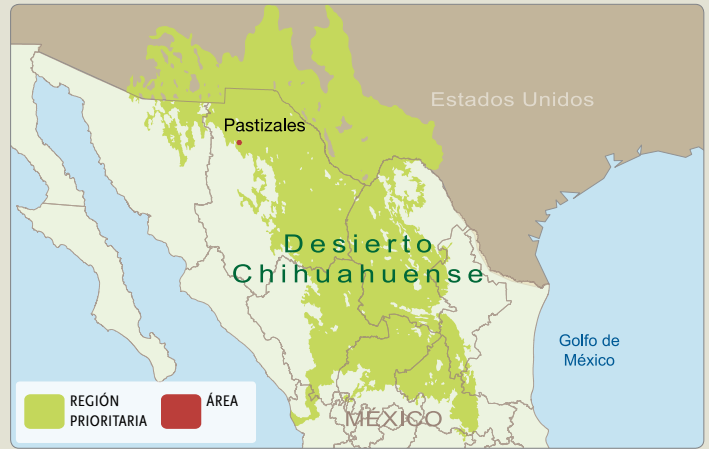 Estados Unidos
Pastizales
Desierto
Chihuahuense
Golfo de
México
MÉXICO
REGIÓN
PRIORITARIA
ÁREA